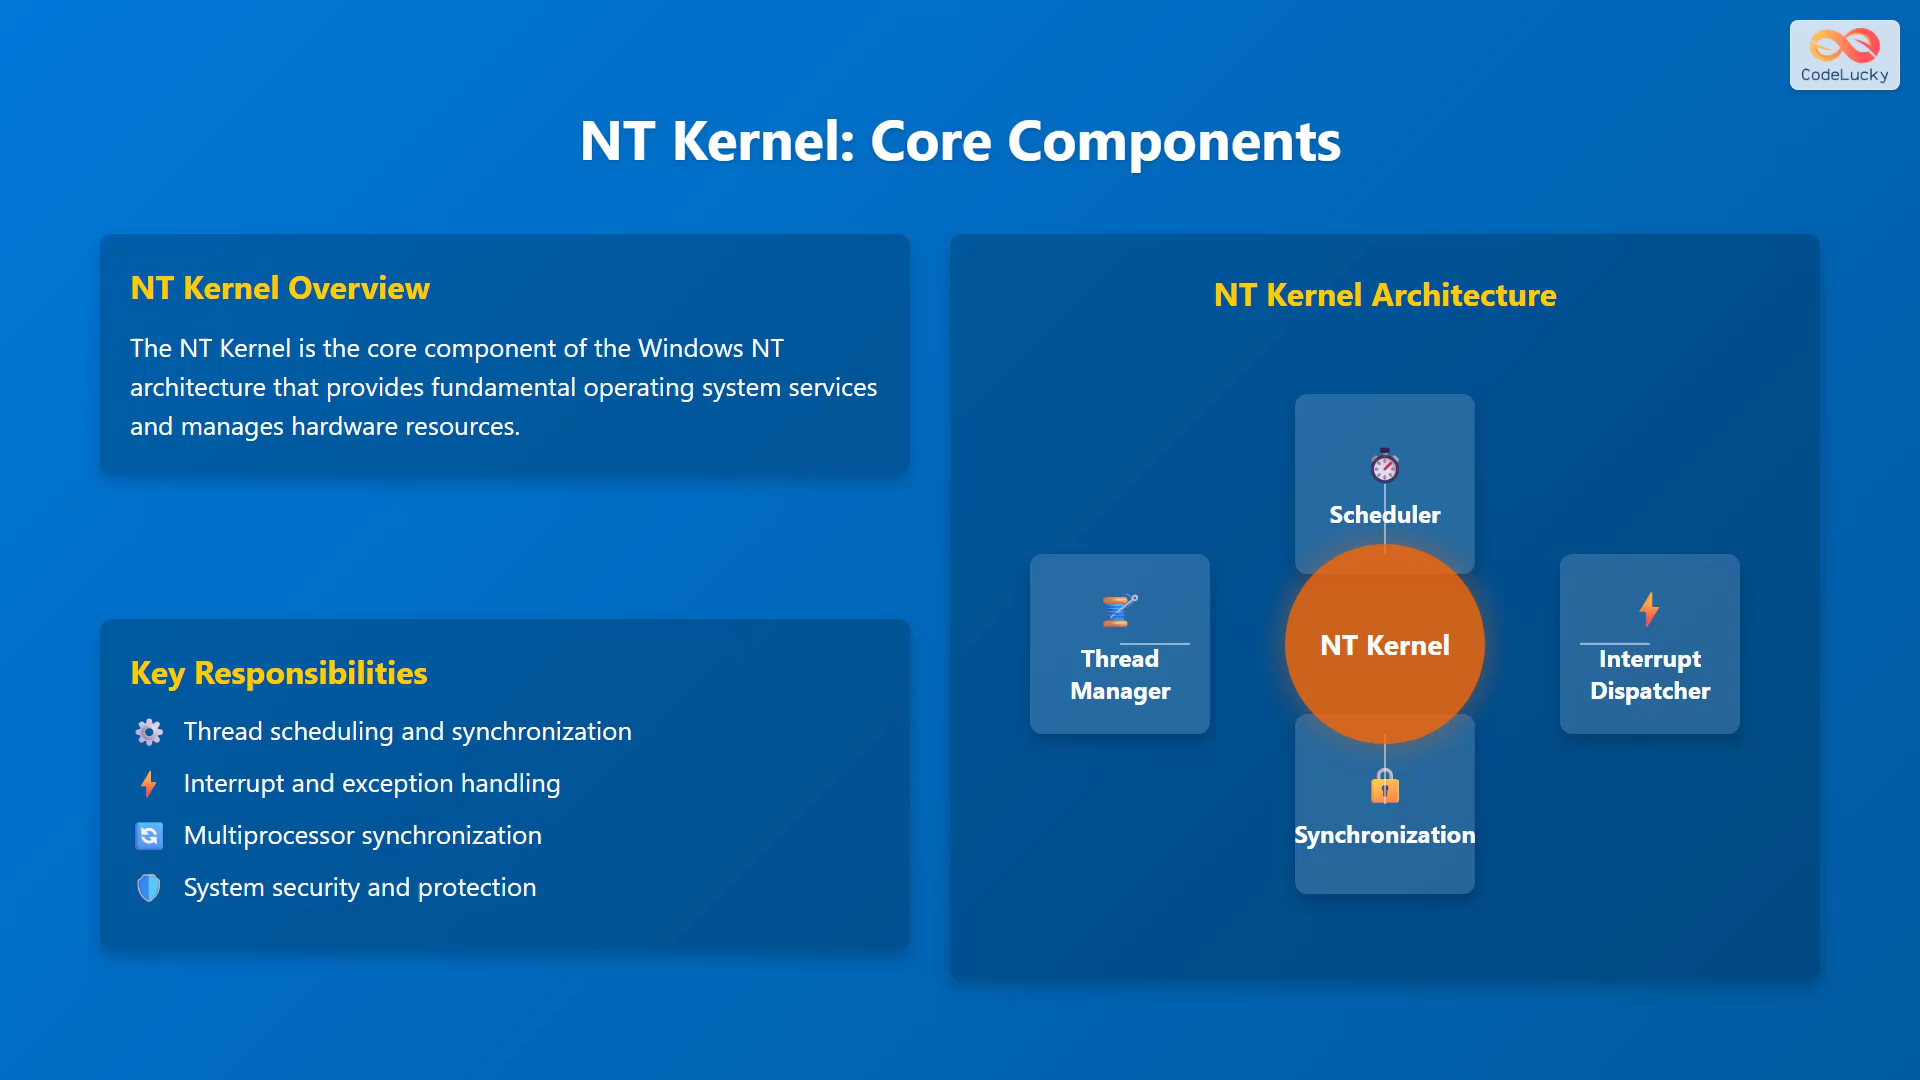 CodeLucky
NT Kernel: Core Components
NT Kernel Overview
The NT Kernel is the core component of the Windows NT
architecture that provides fundamental operating system services
and manages hardware resources.
Key Responsibilities
Thread scheduling and synchronization
Interrupt and exception handling
Multiprocessor synchronization
System security and protection
NT Kernel Architecture
Scheduler
Thread
Manager
NT Kernel
Interrupt
Dispatcher
Synchronization